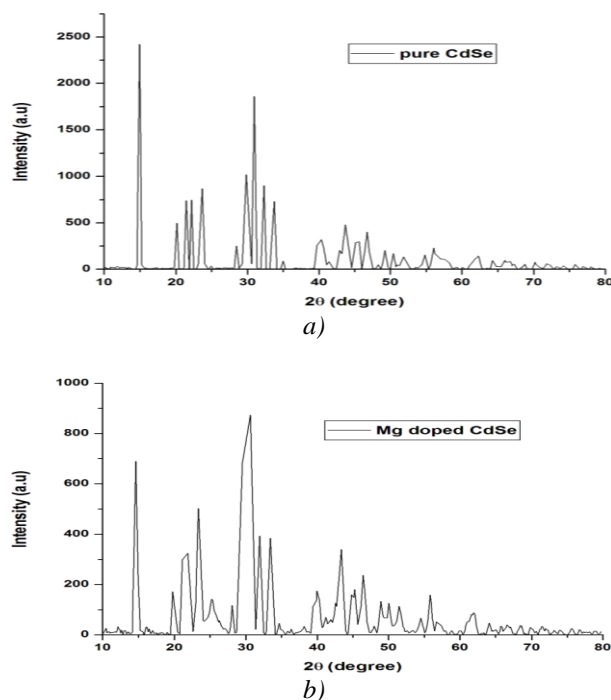 2500
2000
1500
1000
500
0
Intensity (a.u)
pure CdSe
10 20 30 40 50 60 70 80
2θ (degree)
a)
1000
800
600
400
200
0
Intensity (a.u)
Mg doped CdSe
10 20 30 40 50 60 70 80
2θ (degree)
b)